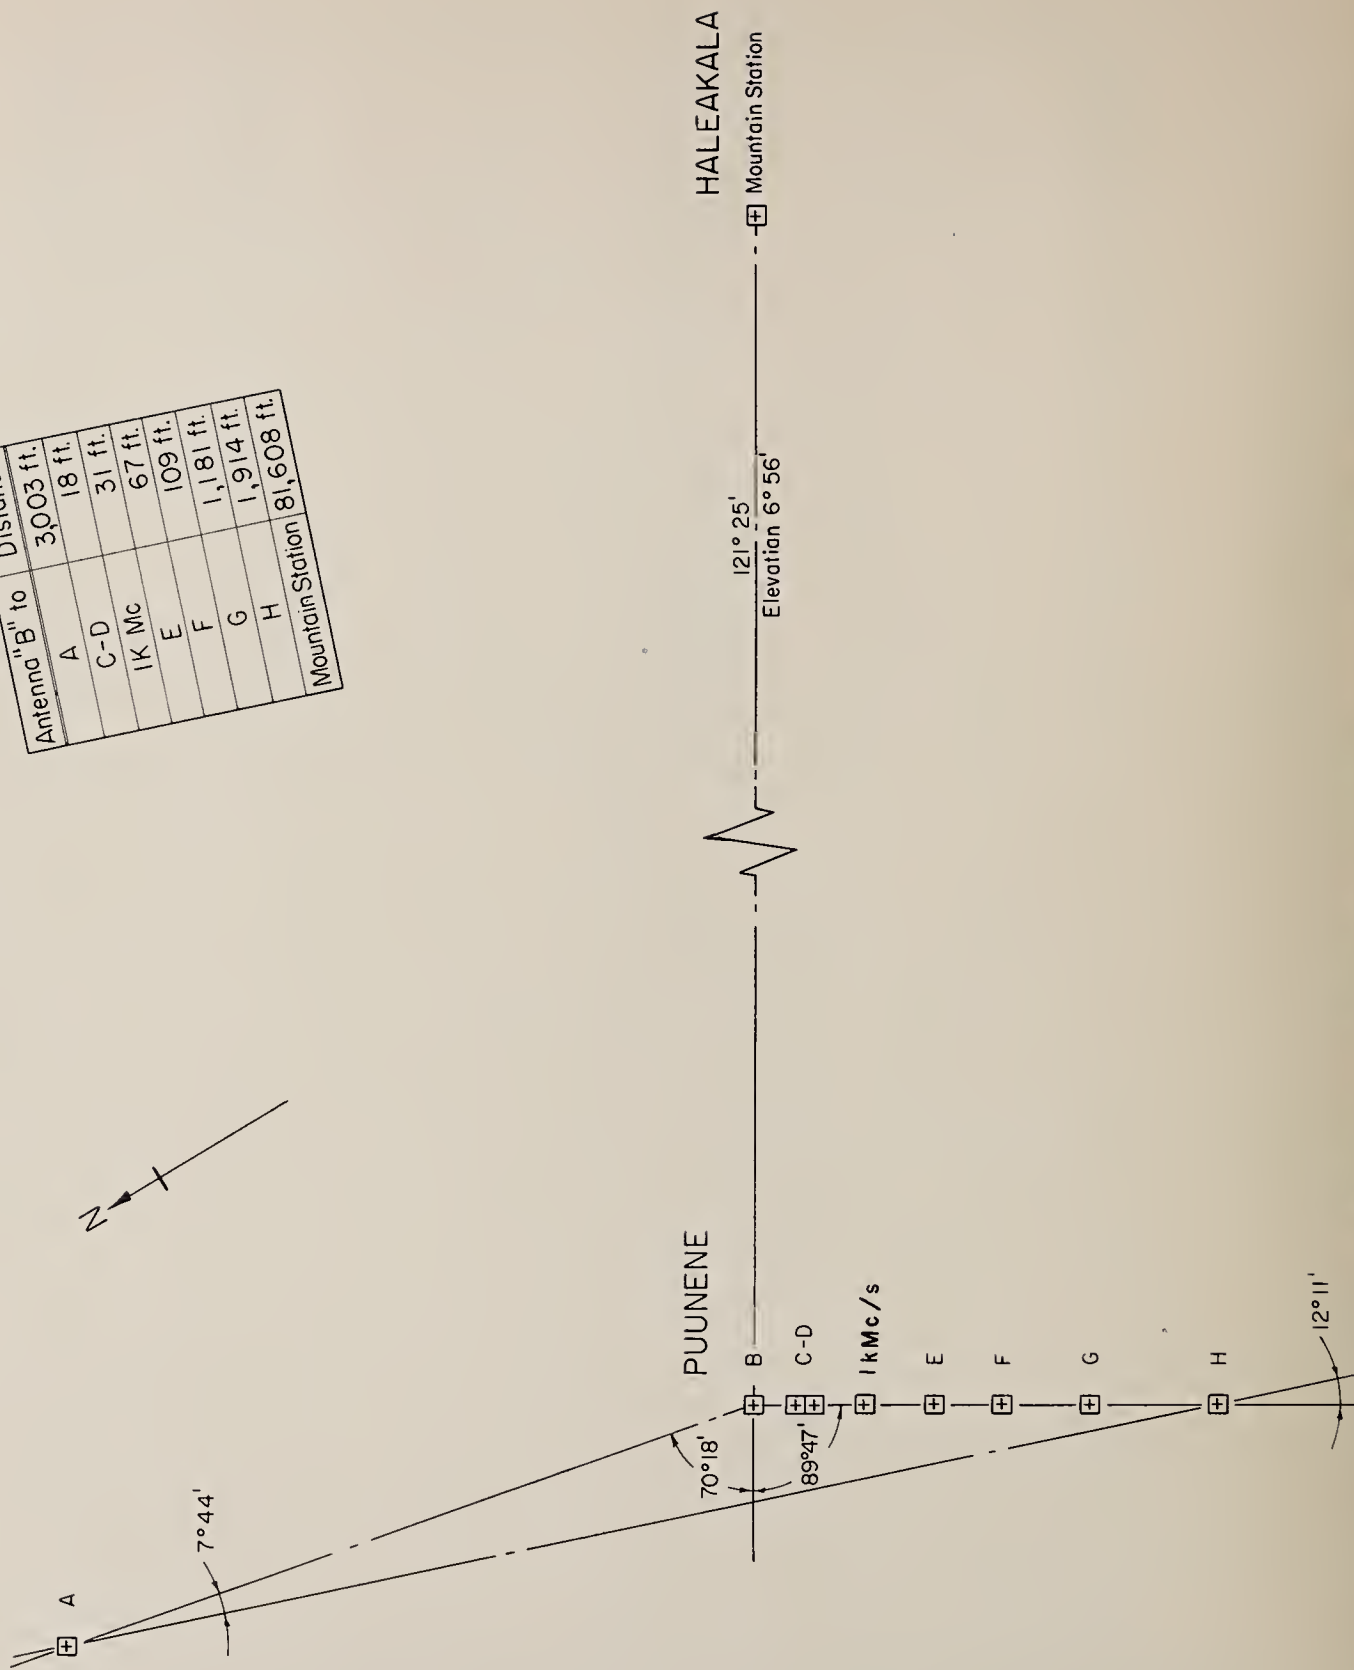 Antenna "B" to
A 3,003 ft.
C-D 18 ft.
1K Mc 31 ft.
E 67 ft.
F 109 ft.
G 1,181 ft.
H 1,914 ft.
Mountain Station 81,608 ft.
HALEAKALA
Mountain Station
121° 25'
Elevation 6° 56'
N
PUUNENE
B
C-D
1kMc/s
E
F
G
H
70°18'
89°47'
12°11'
7°44'
A